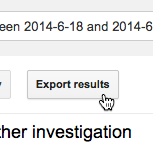 een 2014-6-18 and 2014-6
Export results
ther investigation